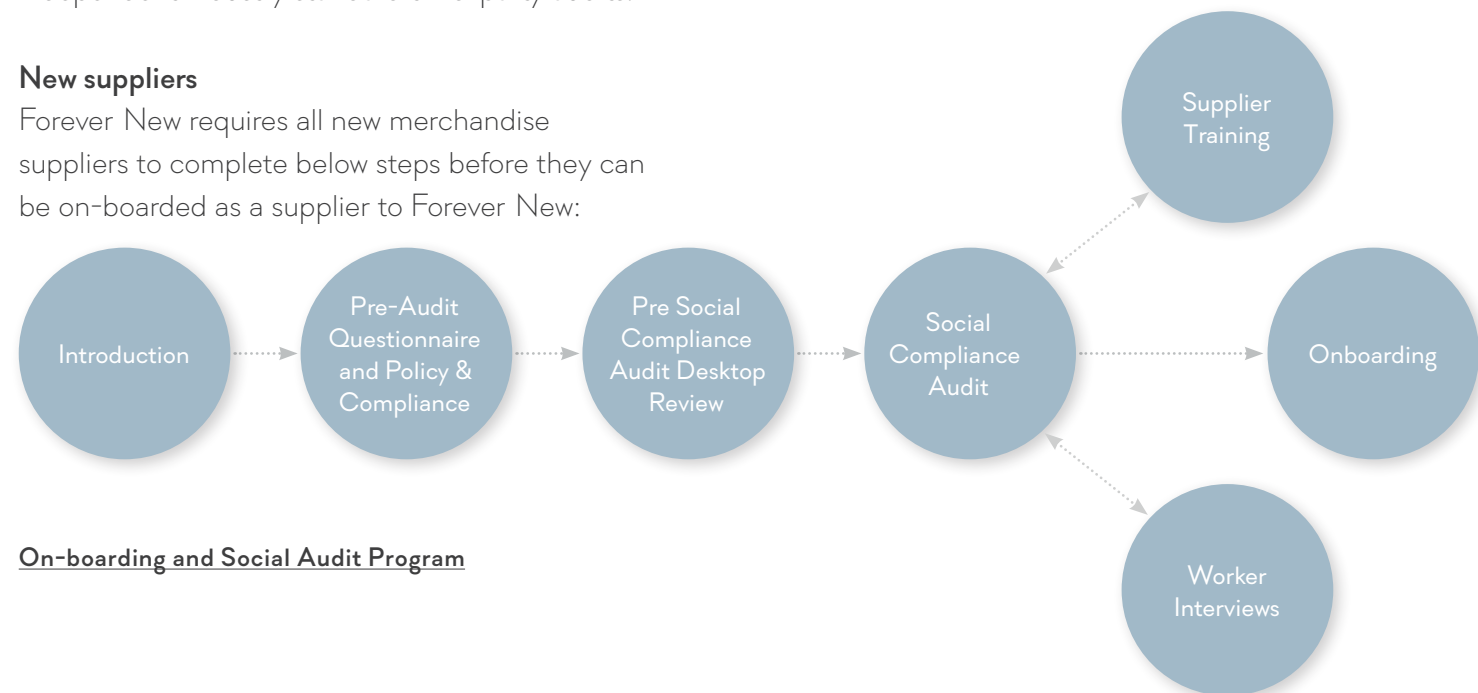 New suppliers
Forever New requires all new merchandise
suppliers to complete below steps before they can
be on-boarded as a supplier to Forever New:
Supplier
Training
Introduction
Pre-Audit
Questionnaire
and Policy &
Compliance
Pre Social
Compliance
Audit Desktop
Review
Social
Compliance
Audit
Onboarding
Worker
Interviews
On-boarding and Social Audit Program